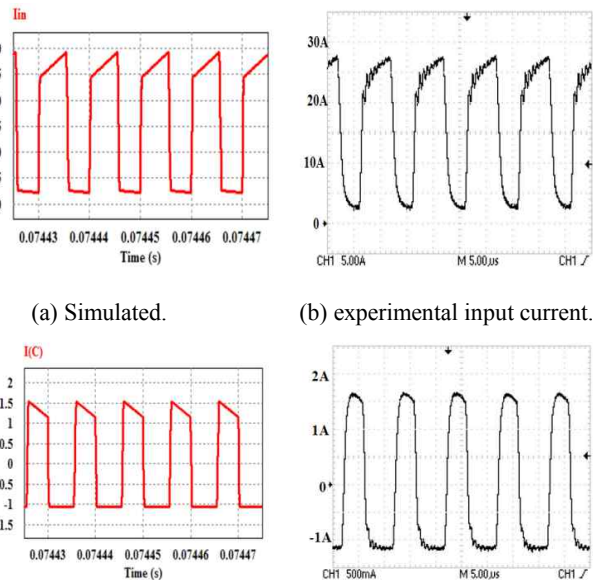 Iin
30A
20A
10A
0
0.07443 0.07444 0.07445 0.07446 0.07447
Time (s)
CH1 5.00A M 5.00µs CH1
(a) Simulated. (b) experimental input current.
I(C)
2
1.5
1
0.5
0
0.5
-1
1.5
0.07443 0.07444 0.07445 0.07446 0.07447
Time (s)
2A
1A
0
-1A
CH1 500mA M 5.00µs CH1